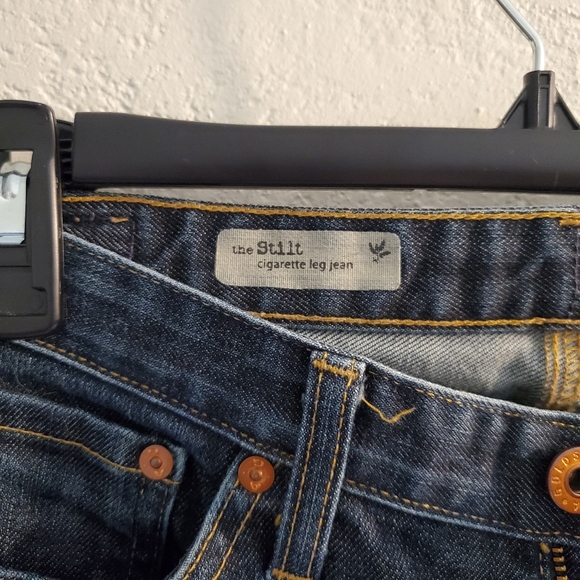 the Stilt
cigarette leg jean